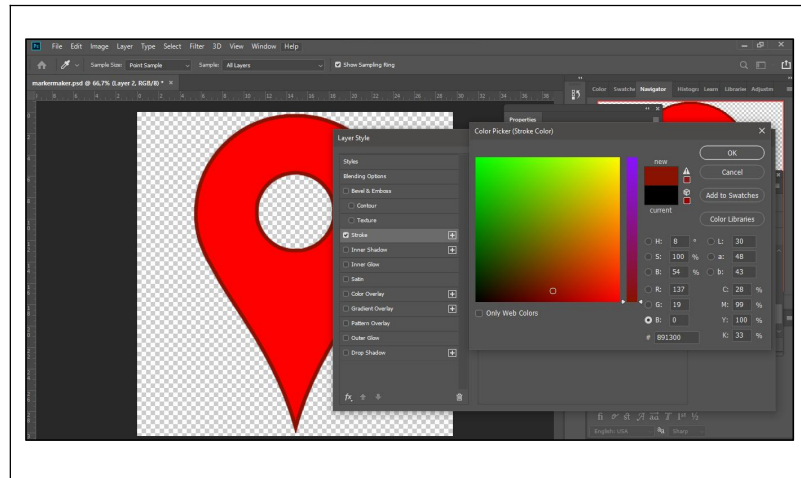 Ps File Edit Image Layer Type Select Filter 3D View Window Help
Sample Size: Point Sample Sample: All Layers Show Sampling Ring
markermaker.psd @ 66,7% (Layer 2, RGB/8) * ×
Color Swatche Navigator Histogra Learn Librarie Adjustm
Properties
Layer Style
Styles
Blending Options
Bevel & Emboss
Contour
Texture
Stroke
Inner Shadow
Inner Glow
Satin
Color Overlay
Gradient Overlay
Pattern Overlay
Outer Glow
Drop Shadow
fx
Color Picker (Stroke Color)
new
current
OK
Cancel
Add to Swatches
Color Libraries
H: 8 ° L: 30
S: 100 % a: 48
B: 54 % b: 43
R: 137 C: 28 %
G: 19 M: 99 %
B: 0 Y: 100 %
# 891300 K: 33 %
Only Web Colors
English: USA aa Sharp